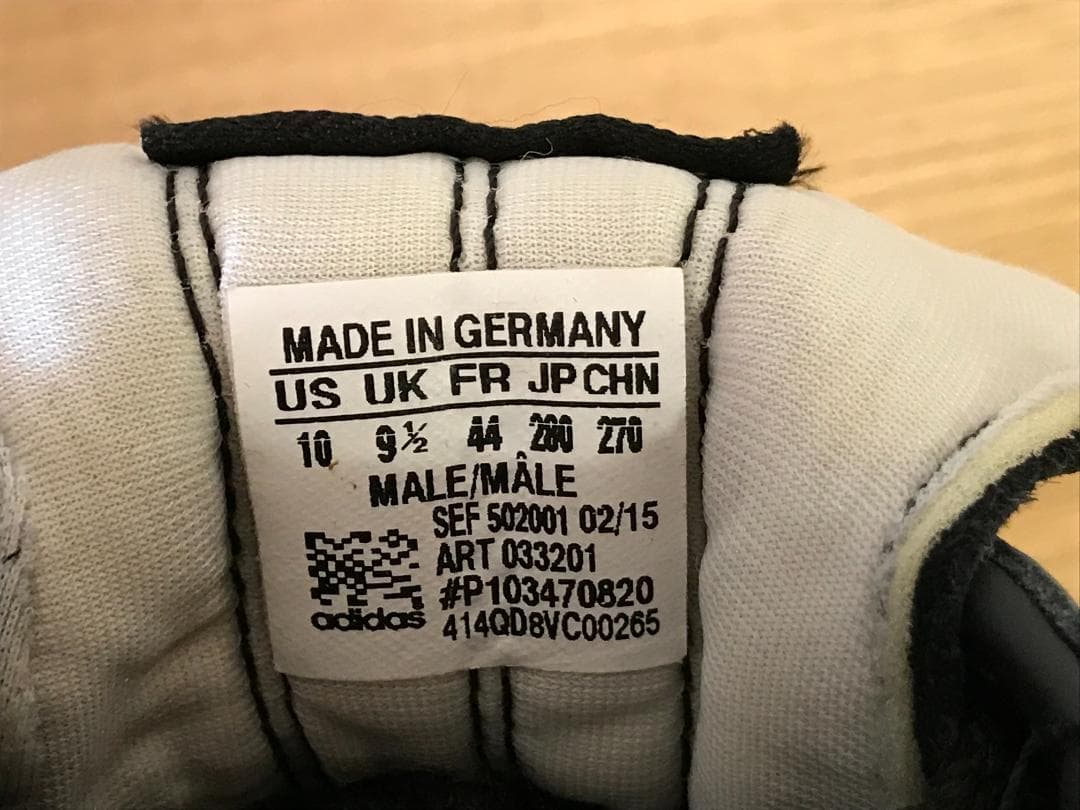 MADE IN GERMANY
US UK FR JP CHN
10 9½ 44 280 270
MALE/MÂLE
SEF 502001 02/15
ART 033201
#P103470820
adidas 414QD8VC00265